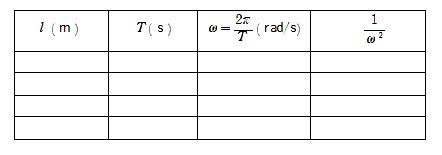 l ( m )
T ( s )
ω = 2π/T ( rad/s)
1/ω²